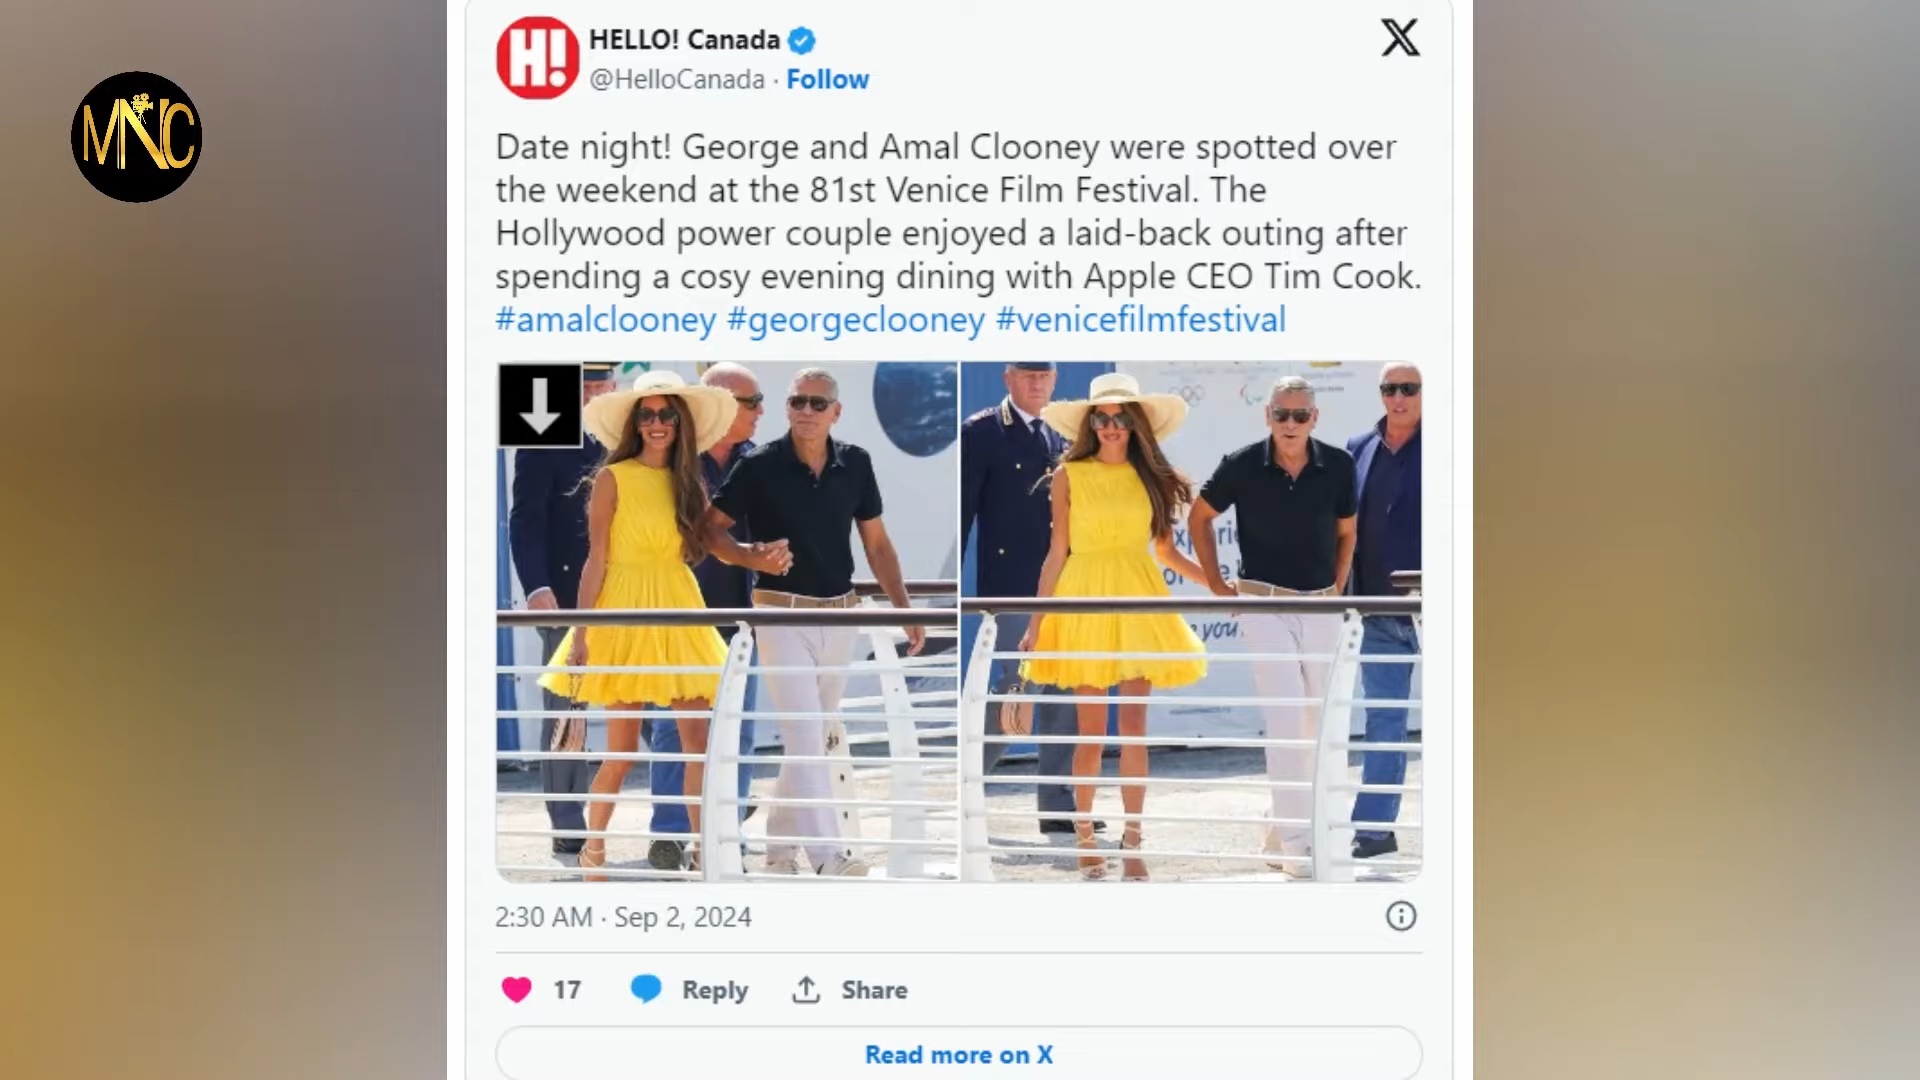 MNC
H!
HELLO! Canada
@HelloCanada · Follow
Date night! George and Amal Clooney were spotted over
the weekend at the 81st Venice Film Festival. The
Hollywood power couple enjoyed a laid-back outing after
spending a cosy evening dining with Apple CEO Tim Cook.
#amalclooney #georgeclooney #venicefilmfestival
2:30 AM · Sep 2, 2024
17 Reply Share
Read more on X